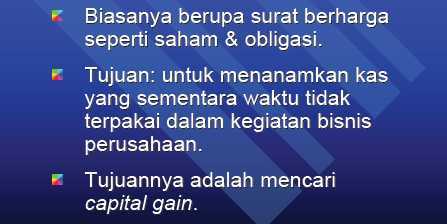 Biasanya berupa surat berharga
seperti saham & obligasi.
Tujuan: untuk menanamkan kas
yang sementara waktu tidak
terpakai dalam kegiatan bisnis
perusahaan.
Tujuannya adalah mencari
capital gain.